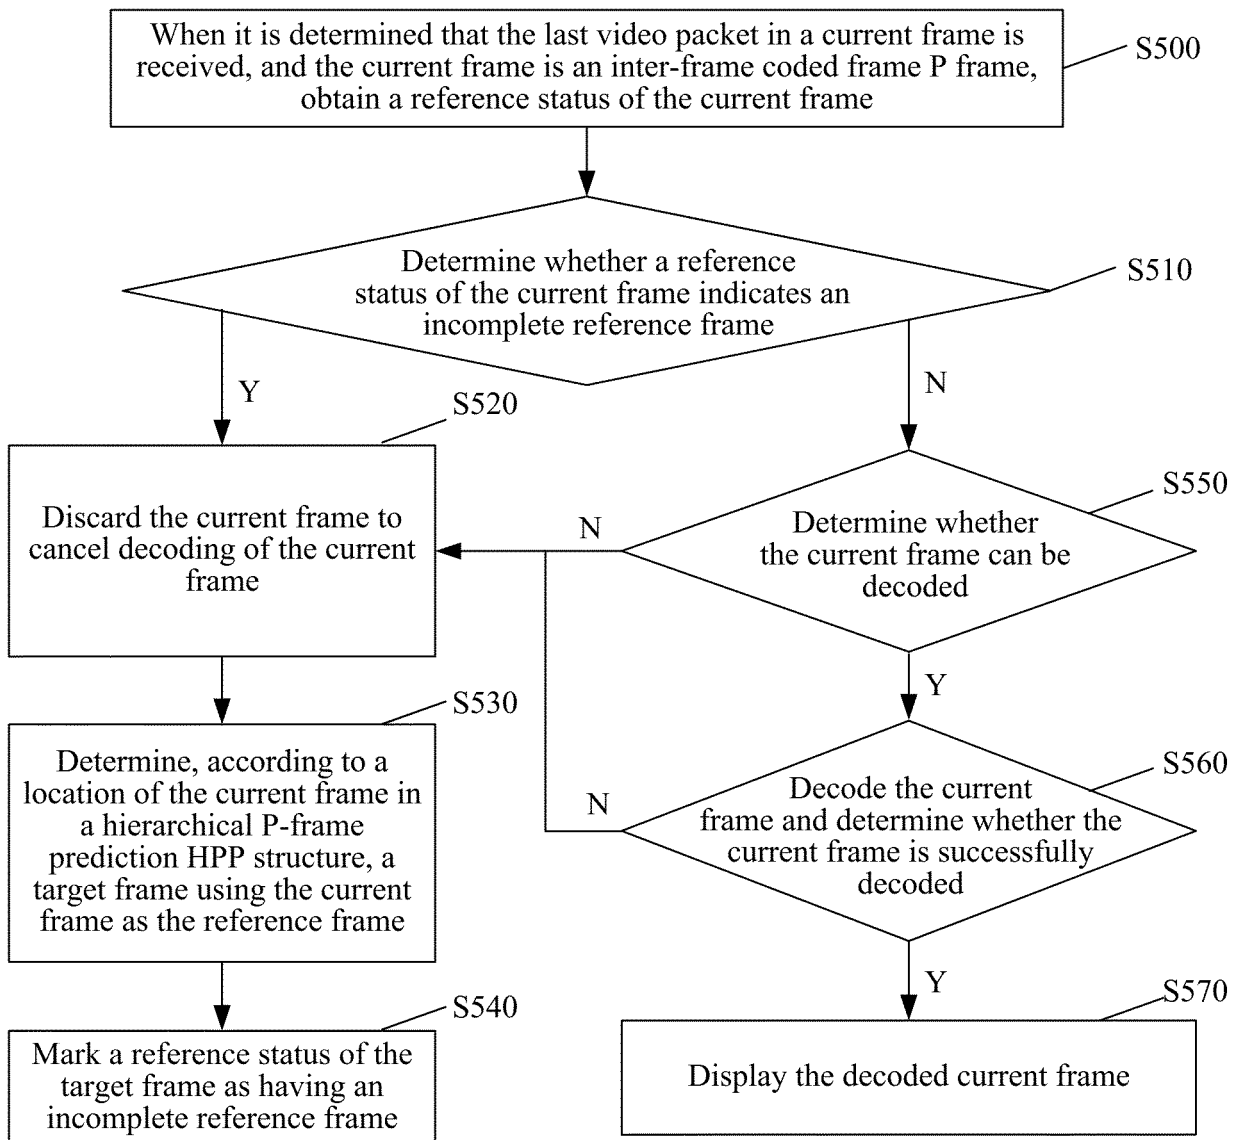 When it is determined that the last video packet in a current frame is
received, and the current frame is an inter-frame coded frame P frame,
obtain a reference status of the current frame
S500
Determine whether a reference
status of the current frame indicates an
incomplete reference frame
S510
Y
N
S520
Discard the current frame to
cancel decoding of the current
frame
N
S550
Determine whether
the current frame can be
decoded
Y
S530
Determine, according to a
location of the current frame in
a hierarchical P-frame
prediction HPP structure, a
target frame using the current
frame as the reference frame
N
S560
Decode the current
frame and determine whether the
current frame is successfully
decoded
Y
S540
Mark a reference status of the
target frame as having an
incomplete reference frame
S570
Display the decoded current frame